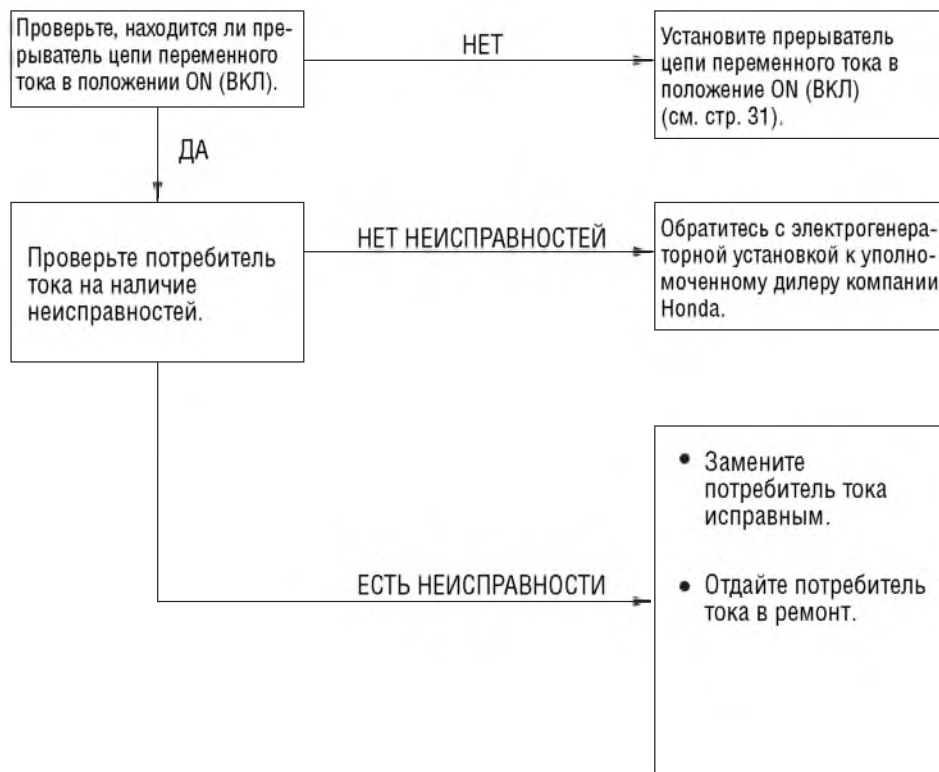 Проверьте, находится ли пре-
рыватель цепи переменного
тока в положении ON (ВКЛ).
НЕТ
Установите прерыватель
цепи переменного тока в
положение ON (ВКЛ)
(см. стр. 31).
ДА
Проверьте потребитель
тока на наличие
неисправностей.
НЕТ НЕИСПРАВНОСТЕЙ
Обратитесь с электрогенера-
торной установкой к уполно-
моченному дилеру компании
Honda.
ЕСТЬ НЕИСПРАВНОСТИ
• Замените
потребитель тока
исправным.
• Отдайте потребитель
тока в ремонт.